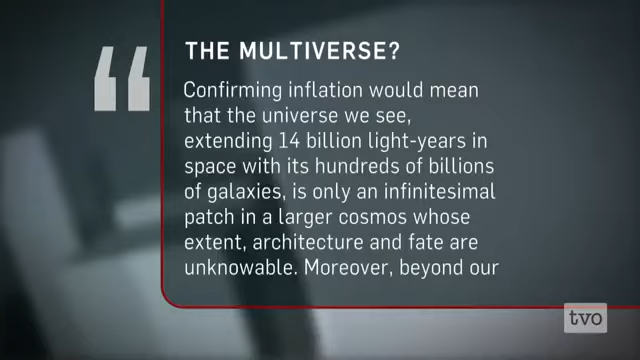 THE MULTIVERSE?
Confirming inflation would mean
that the universe we see,
extending 14 billion light-years in
space with its hundreds of billions
of galaxies, is only an infinitesimal
patch in a larger cosmos whose
extent, architecture and fate are
unknowable. Moreover, beyond our
tvo